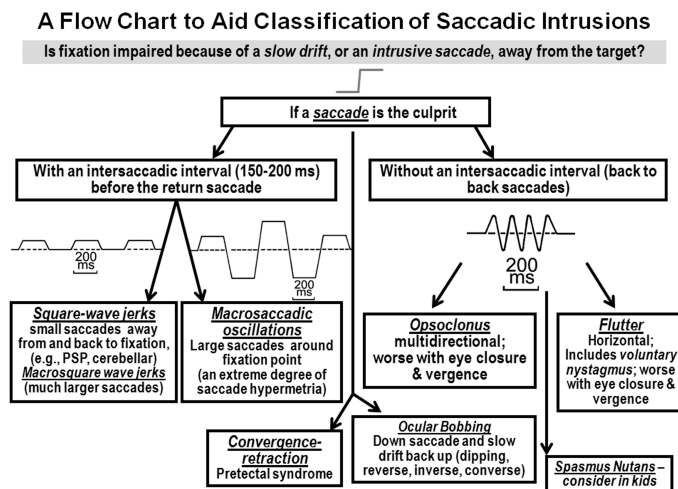 A Flow Chart to Aid Classification of Saccadic Intrusions
Is fixation impaired because of a slow drift, or an intrusive saccade, away from the target?
If a saccade is the culprit
With an intersaccadic interval (150-200 ms)
before the return saccade
Without an intersaccadic interval (back to
back saccades)
200
ms
200
ms
200
ms
Square-wave jerks
small saccades away
from and back to fixation,
(e.g., PSP, cerebellar)
Macrosquare wave jerks
(much larger saccades)
Macrosaccadic
oscillations
Large saccades around
fixation point
(an extreme degree of
saccade hypermetria)
Opsoclonus
multidirectional;
worse with eye closure
& vergence
Flutter
Horizontal;
Includes voluntary
nystagmus; worse
with eye closure &
vergence
Convergence-
retraction
Pretectal syndrome
Ocular Bobbing
Down saccade and slow
drift back up (dipping,
reverse, inverse, converse)
Spasmus Nutans –
consider in kids